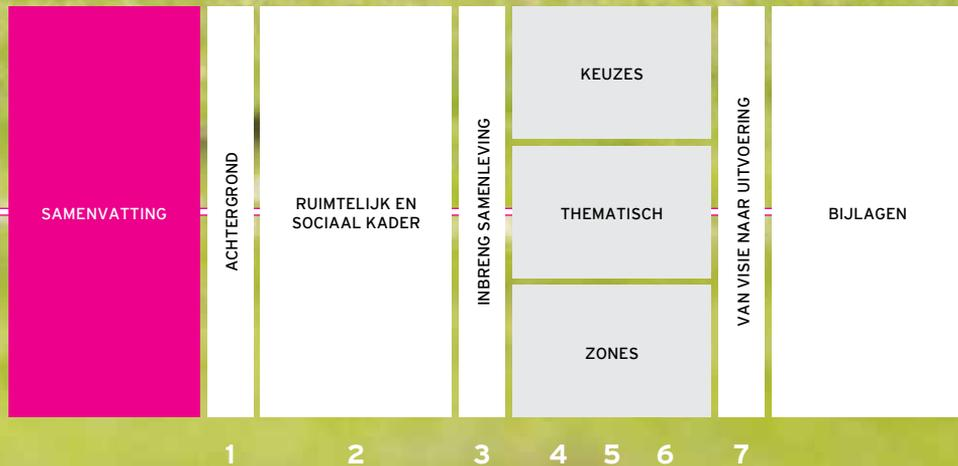 SAMENVATTING
ACHTERGROND
RUIMTELIJK EN
SOCIAAL KADER
INBRENG SAMENLEVING
KEUZES
THEMATISCH
ZONES
VAN VISIE NAAR UITVOERING
BIJLAGEN
1 2 3 4 5 6 7